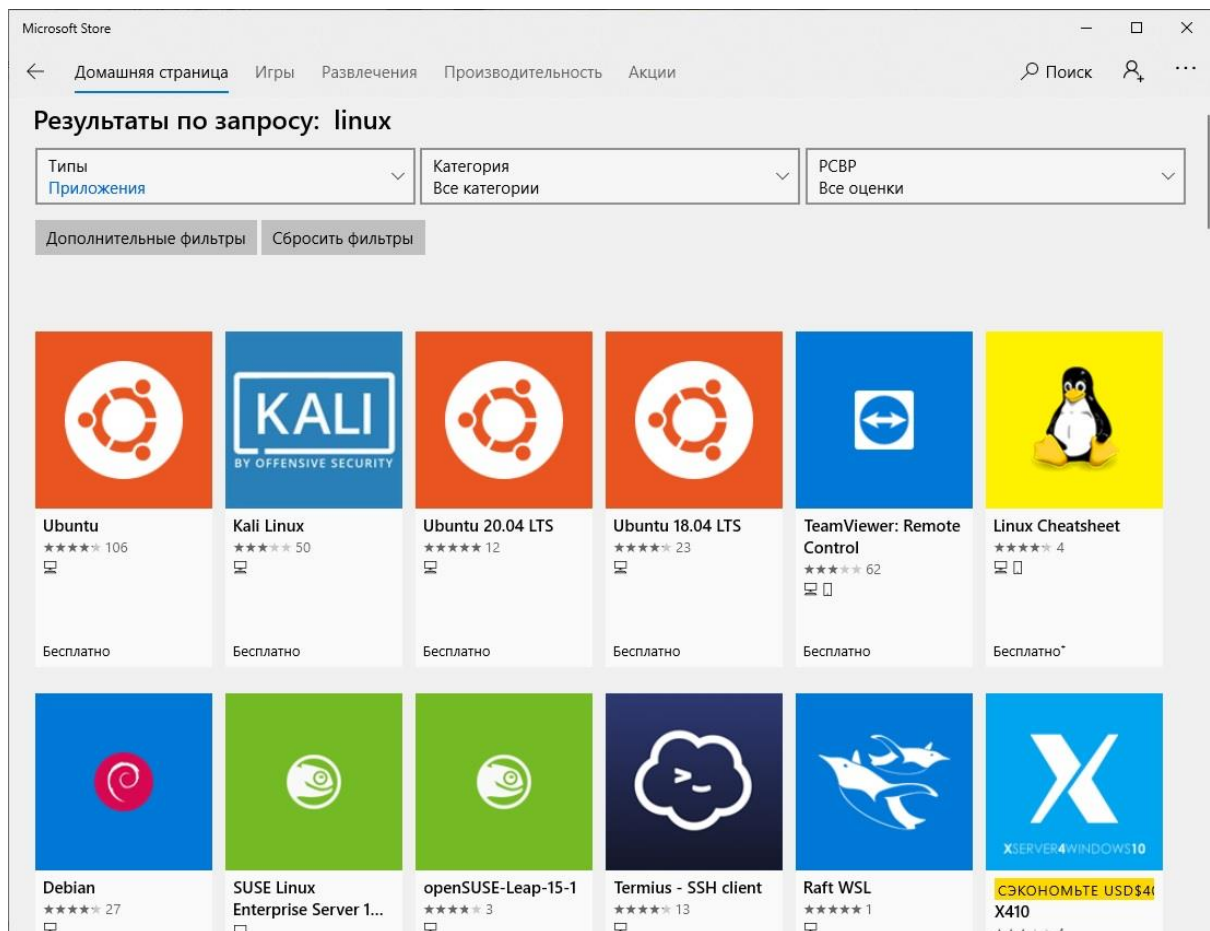 Microsoft Store
Домашняя страница Игры Развлечения Производительность Акции Поиск
Результаты по запросу: linux
Типы
Приложения
Категория
Все категории
РСВР
Все оценки
Дополнительные фильтры Сбросить фильтры
KALI
BY OFFENSIVE SECURITY
Ubuntu
106
Бесплатно
Kali Linux
50
Бесплатно
Ubuntu 20.04 LTS
12
Бесплатно
Ubuntu 18.04 LTS
23
Бесплатно
TeamViewer: Remote
Control
62
Бесплатно
Linux Cheatsheet
4
Бесплатно*
Debian
27
SUSE Linux
Enterprise Server 1...
openSUSE-Leap-15-1
3
>_
Termius - SSH client
13
Raft WSL
1
X
XSERVER4WINDOWS10
СЭКОНОМЬТЕ USD$4
X410